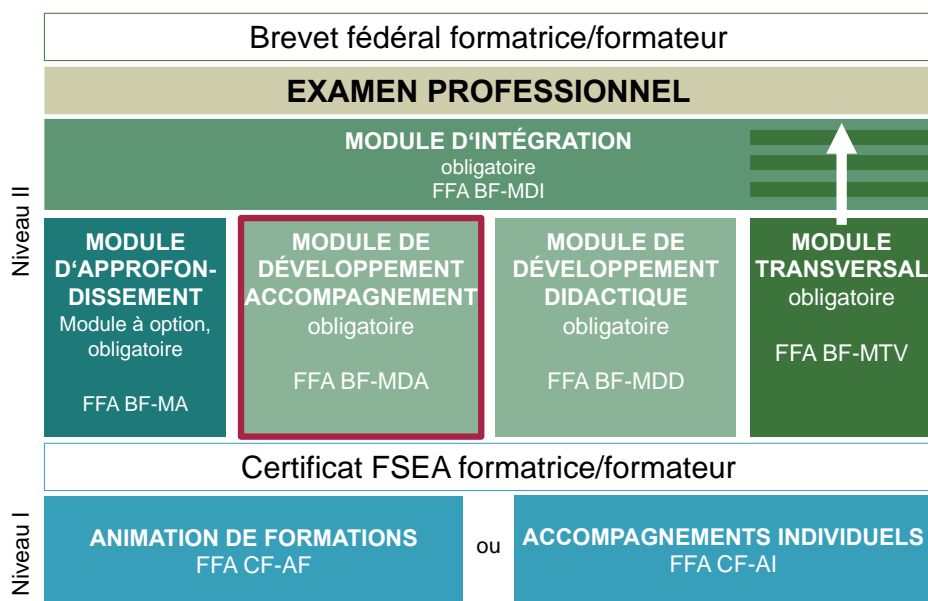 Brevet fédéral formatrice/formateur
EXAMEN PROFESSIONNEL
MODULE D‘INTÉGRATION
obligatoire
FFA BF-MDI
Niveau II
MODULE
D‘APPROFON-
DISSEMENT
Module à option,
obligatoire
FFA BF-MA
MODULE DE
DÉVELOPPEMENT
ACCOMPAGNEMENT
obligatoire
FFA BF-MDA
MODULE DE
DÉVELOPPEMENT
DIDACTIQUE
obligatoire
FFA BF-MDD
MODULE
TRANSVERSAL
obligatoire
FFA BF-MTV
Certificat FSEA formatrice/formateur
Niveau I
ANIMATION DE FORMATIONS
FFA CF-AF
ou
ACCOMPAGNEMENTS INDIVIDUELS
FFA CF-AI